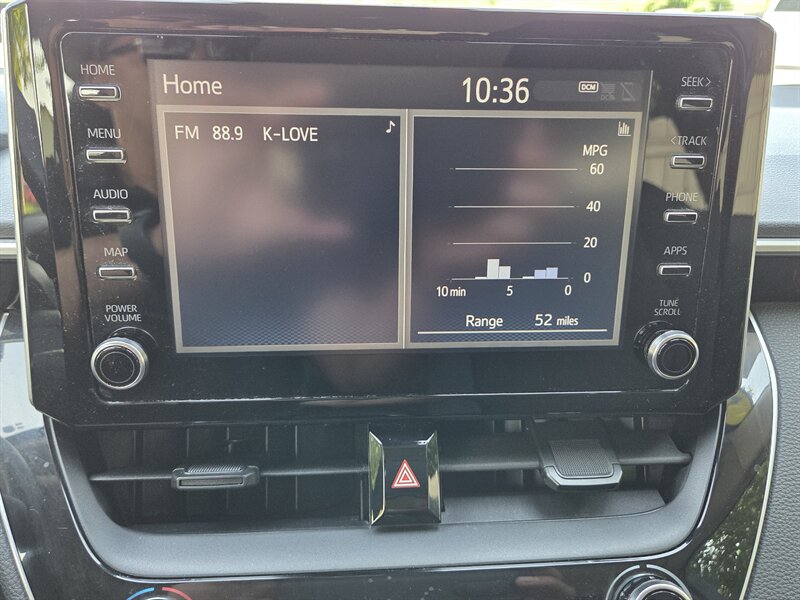 HOME
MENU
AUDIO
MAP
POWER
VOLUME
Home
10:36
DCM
FM 88.9 K-LOVE
MPG
60
40
20
0
10 min 5 0
Range 52 miles
SEEK >
< TRACK
PHONE
APPS
TUNE
SCROLL